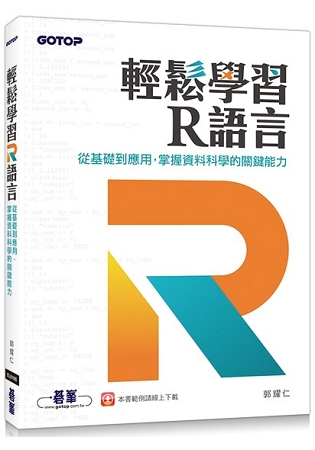 GOTOP
輕鬆學習
R語言
從基礎到應用，掌握資料科學的關鍵能力
R
碁峯
www.gotop.com.tw
本書範例請線上下載
郭耀仁
輕鬆學習R語言
從基礎到應用，
掌握資料科學的關鍵能力
郭耀仁
碁峯